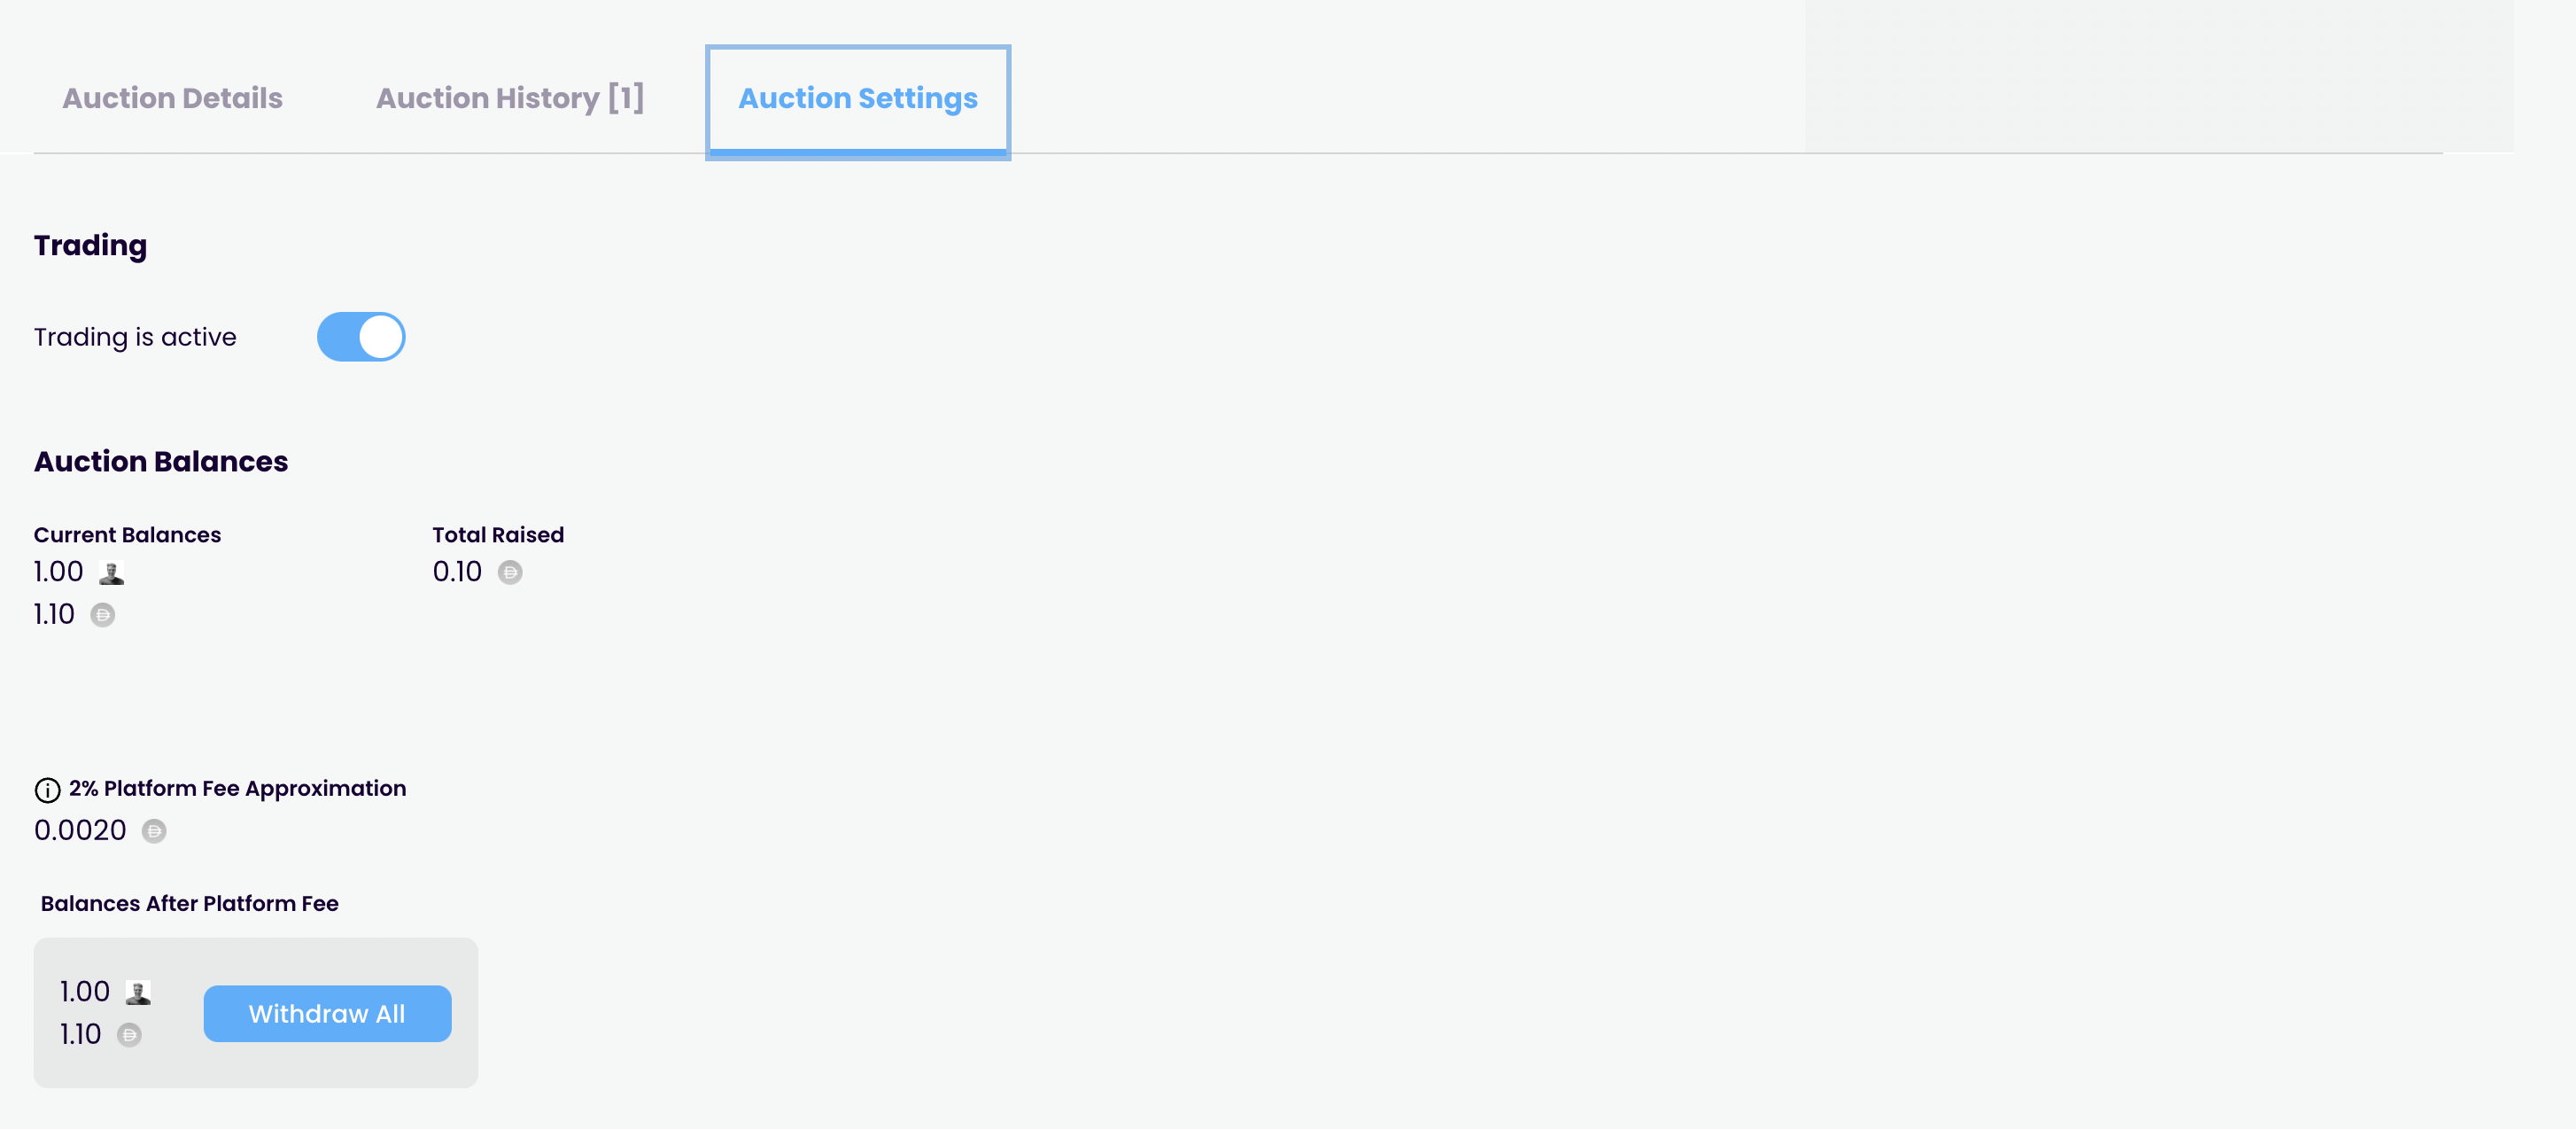 Auction Details Auction History [1] Auction Settings
Trading
Trading is active
Auction Balances
Current Balances Total Raised
1.00 0.10
1.10
2% Platform Fee Approximation
0.0020
Balances After Platform Fee
1.00
Withdraw All
1.10